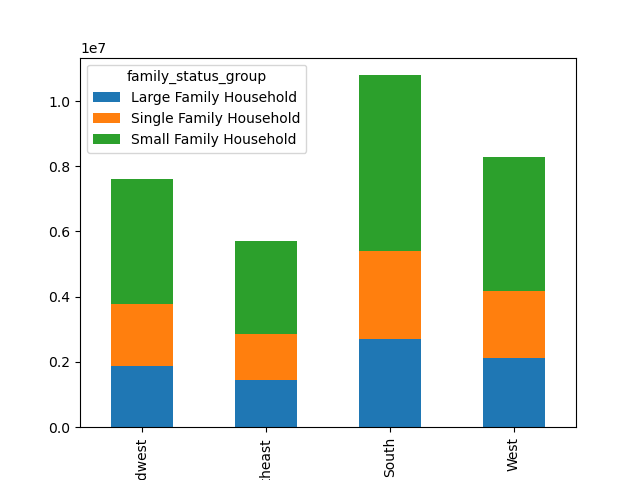 1e7
family_status_group
Large Family Household
Single Family Household
Small Family Household
1.0
0.8
0.6
0.4
0.2
0.0
dwest
heast
South
West